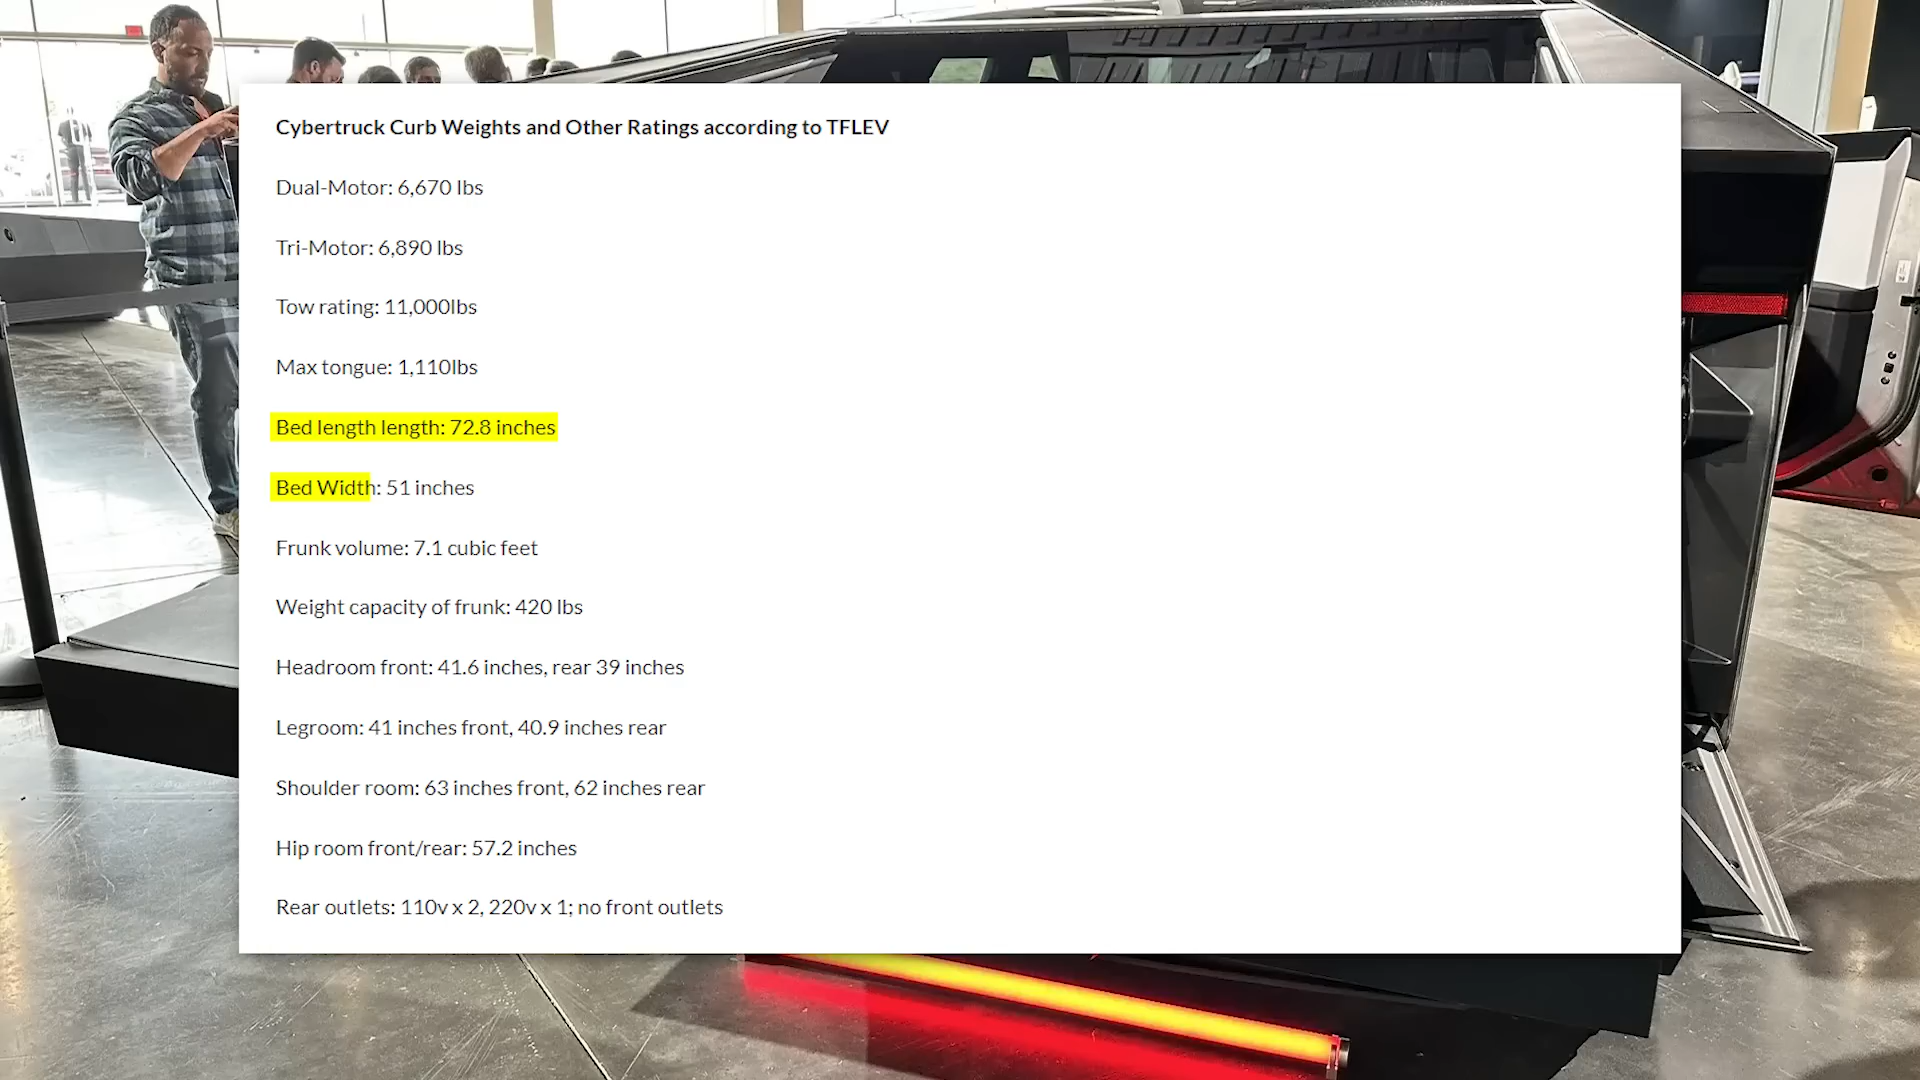 Cybertruck Curb Weights and Other Ratings according to TFLEV
Dual-Motor: 6,670 lbs
Tri-Motor: 6,890 lbs
Tow rating: 11,000lbs
Max tongue: 1,110lbs
Bed length length: 72.8 inches
Bed Width: 51 inches
Frunk volume: 7.1 cubic feet
Weight capacity of frunk: 420 lbs
Headroom front: 41.6 inches, rear 39 inches
Legroom: 41 inches front, 40.9 inches rear
Shoulder room: 63 inches front, 62 inches rear
Hip room front/rear: 57.2 inches
Rear outlets: 110v x 2, 220v x 1; no front outlets